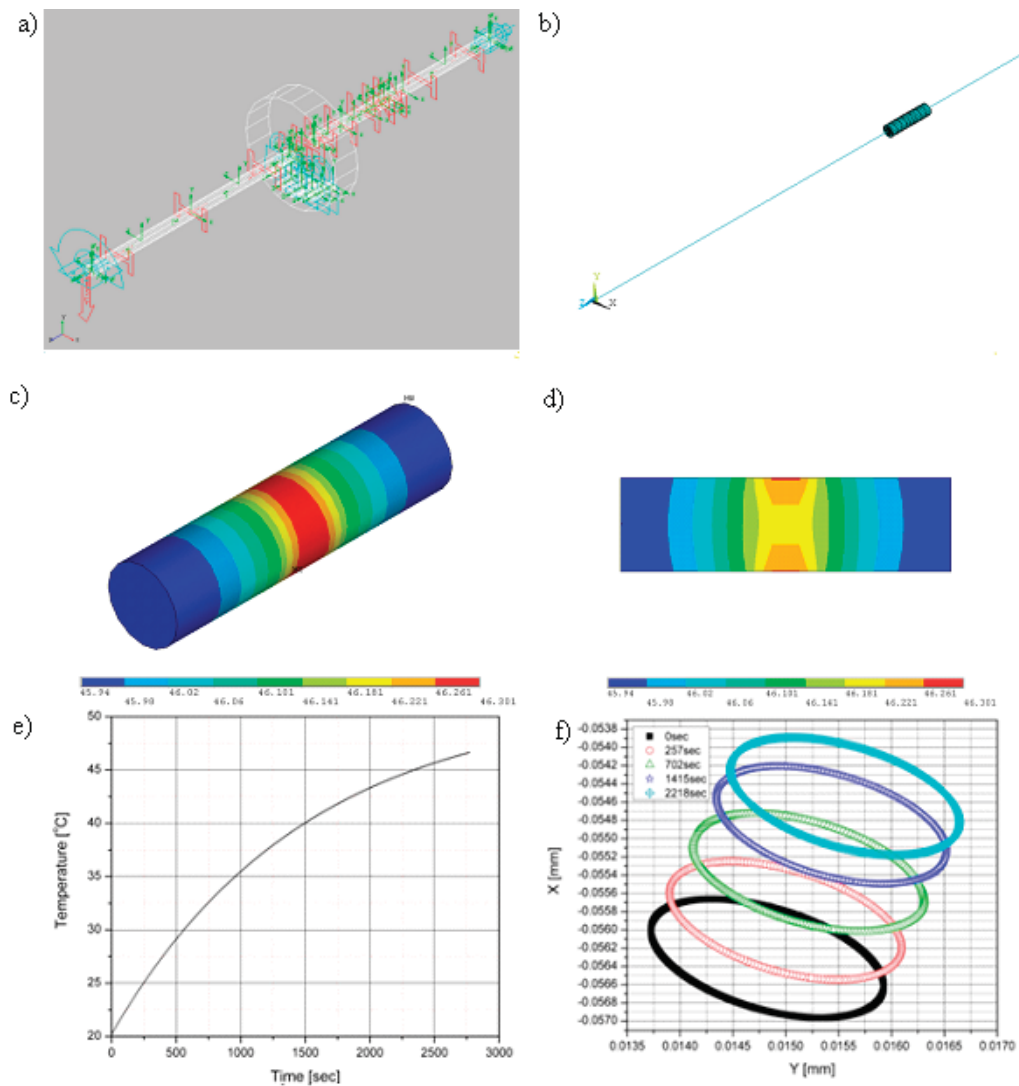 a)
b)
Y
Z
X
c)
d)
45.94 46.02 46.101 46.181 46.261
45.98 46.06 46.141 46.221 46.301
45.94 46.02 46.101 46.181 46.261
45.98 46.06 46.141 46.221 46.301
e)
50
45
40
35
30
25
20
Temperature [°C]
0 500 1000 1500 2000 2500 3000
Time [sec]
f)
0sec
257sec
702sec
1415sec
2218sec
-0.0538
-0.0540
-0.0542
-0.0544
-0.0546
-0.0548
-0.0550
-0.0552
-0.0554
-0.0556
-0.0558
-0.0560
-0.0562
-0.0564
-0.0566
-0.0568
-0.0570
X [mm]
0.0135 0.0140 0.0145 0.0150 0.0155 0.0160 0.0165 0.0170
Y [mm]